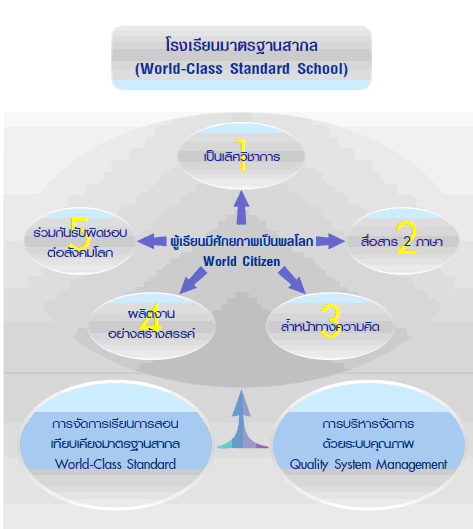 โรงเรียนมาตรฐานสากล
(World-Class Standard School)
1
เป็นเลิศวิชาการ
5
ร่วมกันรับผิดชอบ
ต่อสังคมโลก
ผู้เรียนมีศักยภาพเป็นพลโลก
World Citizen
2
สื่อสาร 2 ภาษา
4
ผลิตงาน
อย่างสร้างสรรค์
3
ล้ำหน้าทางความคิด
การจัดการเรียนการสอน
เทียบเคียงมาตรฐานสากล
World-Class Standard
การบริหารจัดการ
ด้วยระบบคุณภาพ
Quality System Management